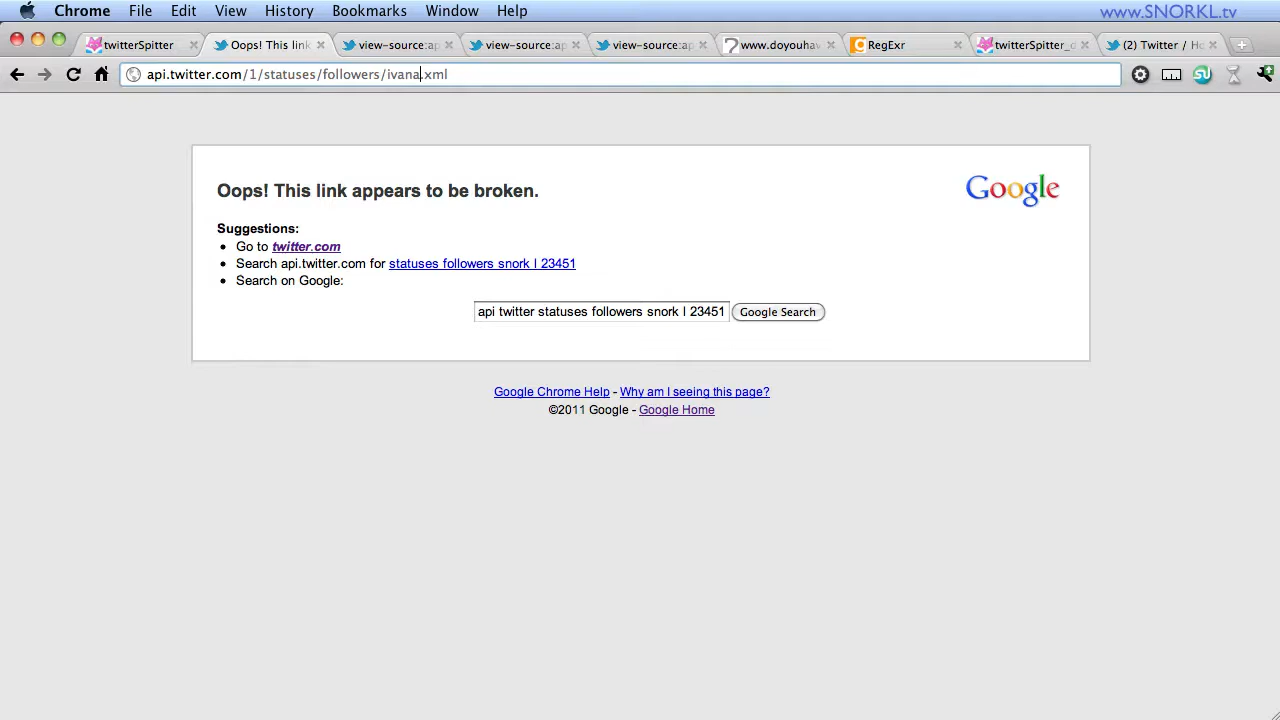 Chrome File Edit View History Bookmarks Window Help www.SNORKL.tv
twitterSpitter Oops! This link view-source:ap view-source:ap view-source:ap www.doyouhav RegExr twitterSpitter_d (2) Twitter / Ho
api.twitter.com/1/statuses/followers/ivana.xml
Oops! This link appears to be broken.
Google
Suggestions:
Go to twitter.com
Search api.twitter.com for statuses followers snork l 23451
Search on Google:
api twitter statuses followers snork l 23451 Google Search
Google Chrome Help - Why am I seeing this page?
©2011 Google - Google Home